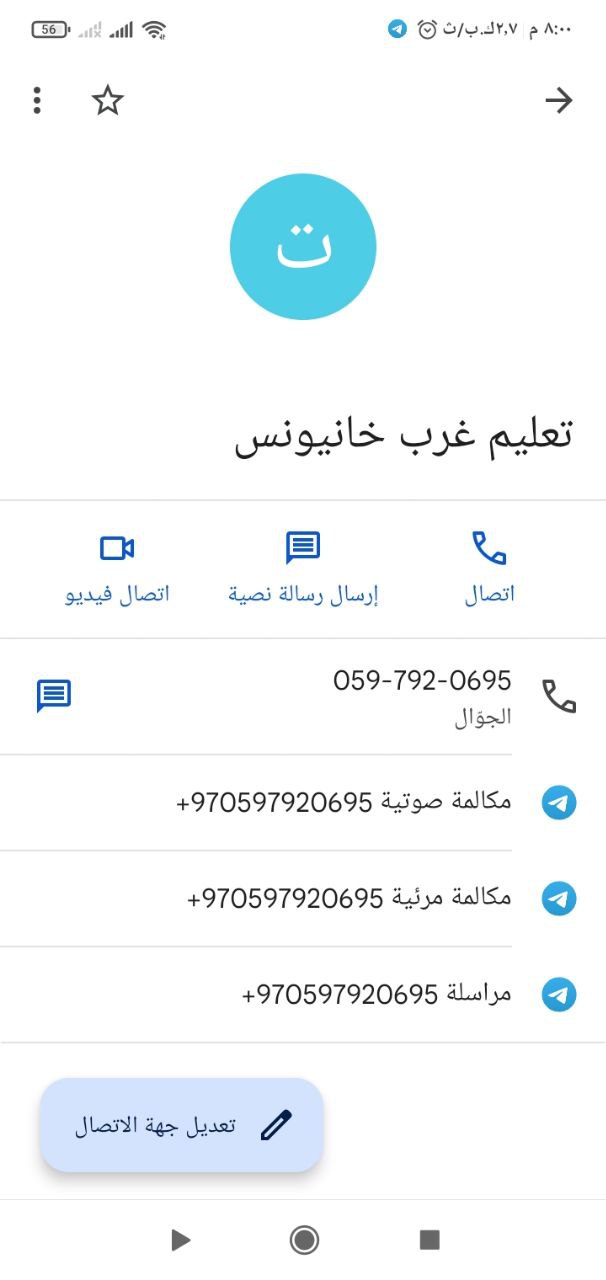 ٨:٠٠ م ٢,٧ك.ب/ث
56
ت
تعليم غرب خانيونس
اتصال
إرسال رسالة نصية
اتصال فيديو
059-792-0695
الجوّال
مكالمة صوتية 970597920695+
مكالمة مرئية 970597920695+
مراسلة 970597920695+
تعديل جهة الاتصال